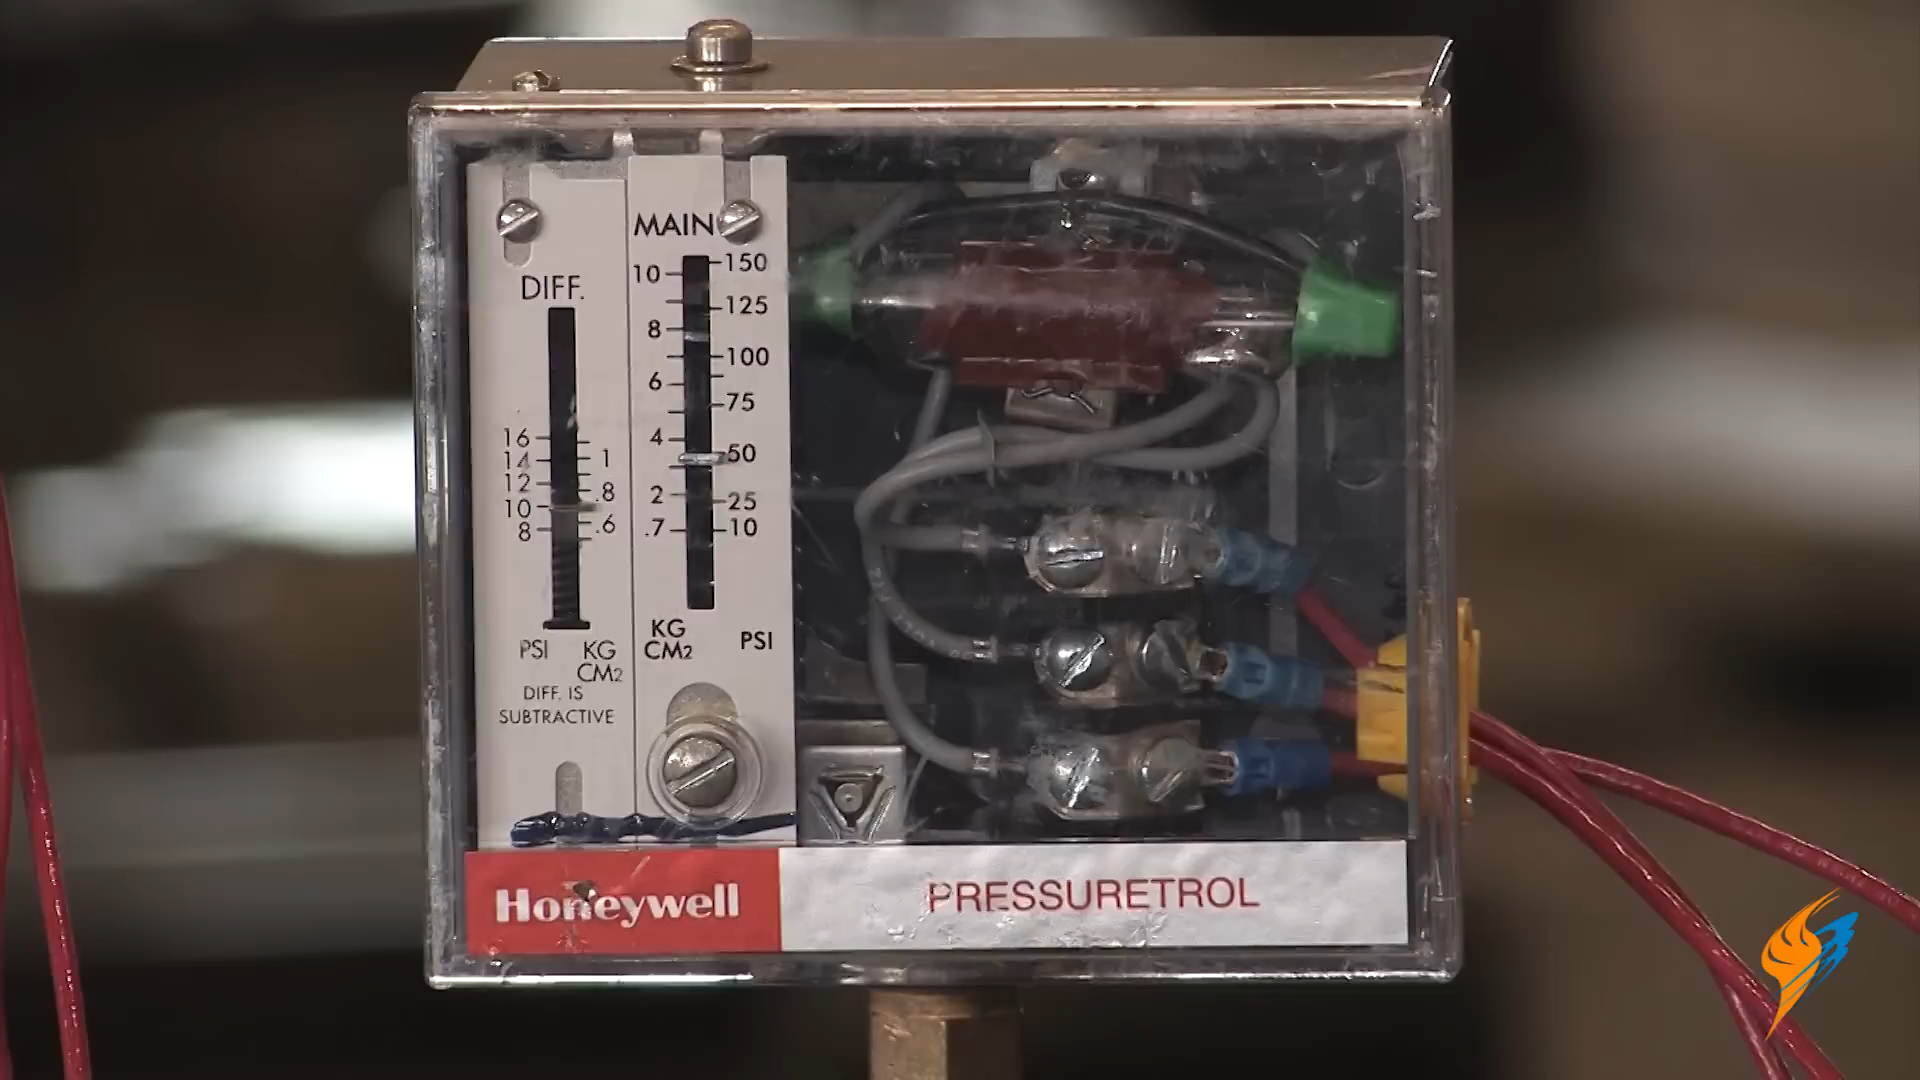 DIFF.
16
14
12
10
8
1
.8
.6
PSI
KG
CM2
DIFF. IS
SUBTRACTIVE
MAIN
10
8
6
4
2
.7
150
125
100
75
50
25
10
KG
CM2
PSI
Honeywell
PRESSURETROL